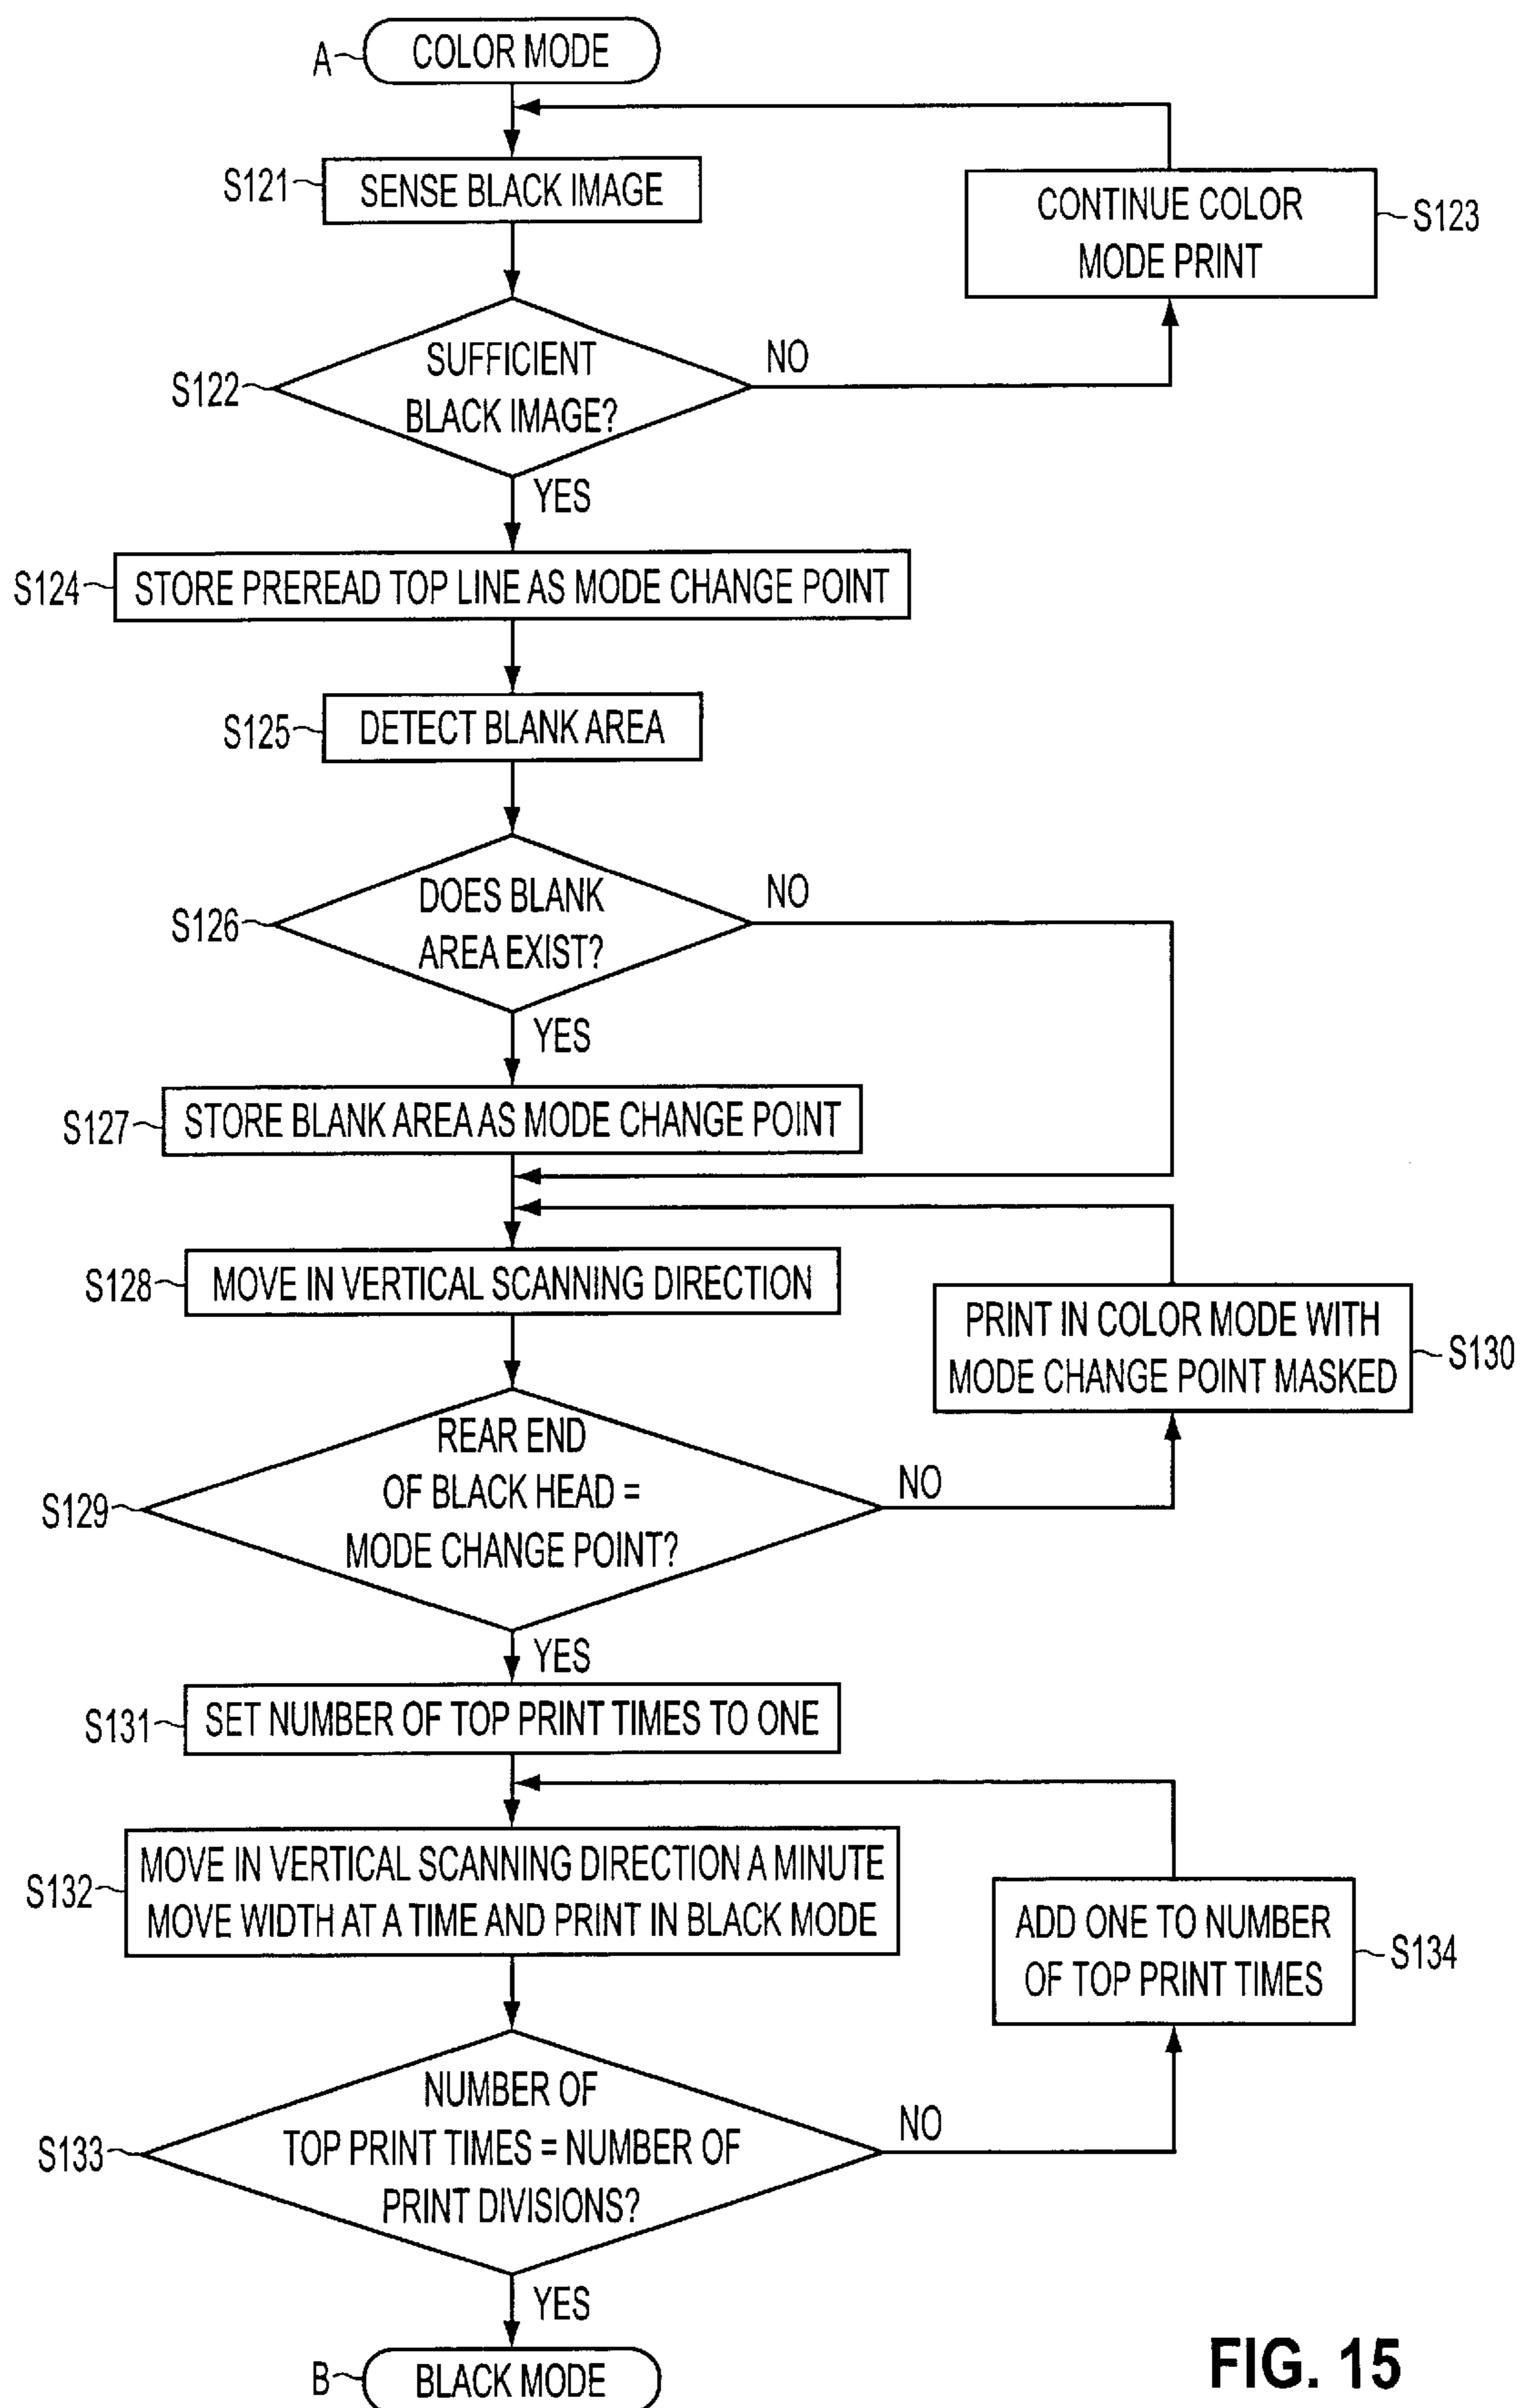 A
COLOR MODE
S121
SENSE BLACK IMAGE
CONTINUE COLOR
MODE PRINT
S123
S122
SUFFICIENT
BLACK IMAGE?
NO
YES
S124
STORE PREREAD TOP LINE AS MODE CHANGE POINT
S125
DETECT BLANK AREA
S126
DOES BLANK
AREA EXIST?
NO
YES
S127
STORE BLANK AREA AS MODE CHANGE POINT
S128
MOVE IN VERTICAL SCANNING DIRECTION
PRINT IN COLOR MODE WITH
MODE CHANGE POINT MASKED
S130
S129
REAR END
OF BLACK HEAD =
MODE CHANGE POINT?
NO
YES
S131
SET NUMBER OF TOP PRINT TIMES TO ONE
S132
MOVE IN VERTICAL SCANNING DIRECTION A MINUTE
MOVE WIDTH AT A TIME AND PRINT IN BLACK MODE
ADD ONE TO NUMBER
OF TOP PRINT TIMES
S134
S133
NUMBER OF
TOP PRINT TIMES = NUMBER OF
PRINT DIVISIONS?
NO
YES
B
BLACK MODE
FIG. 15